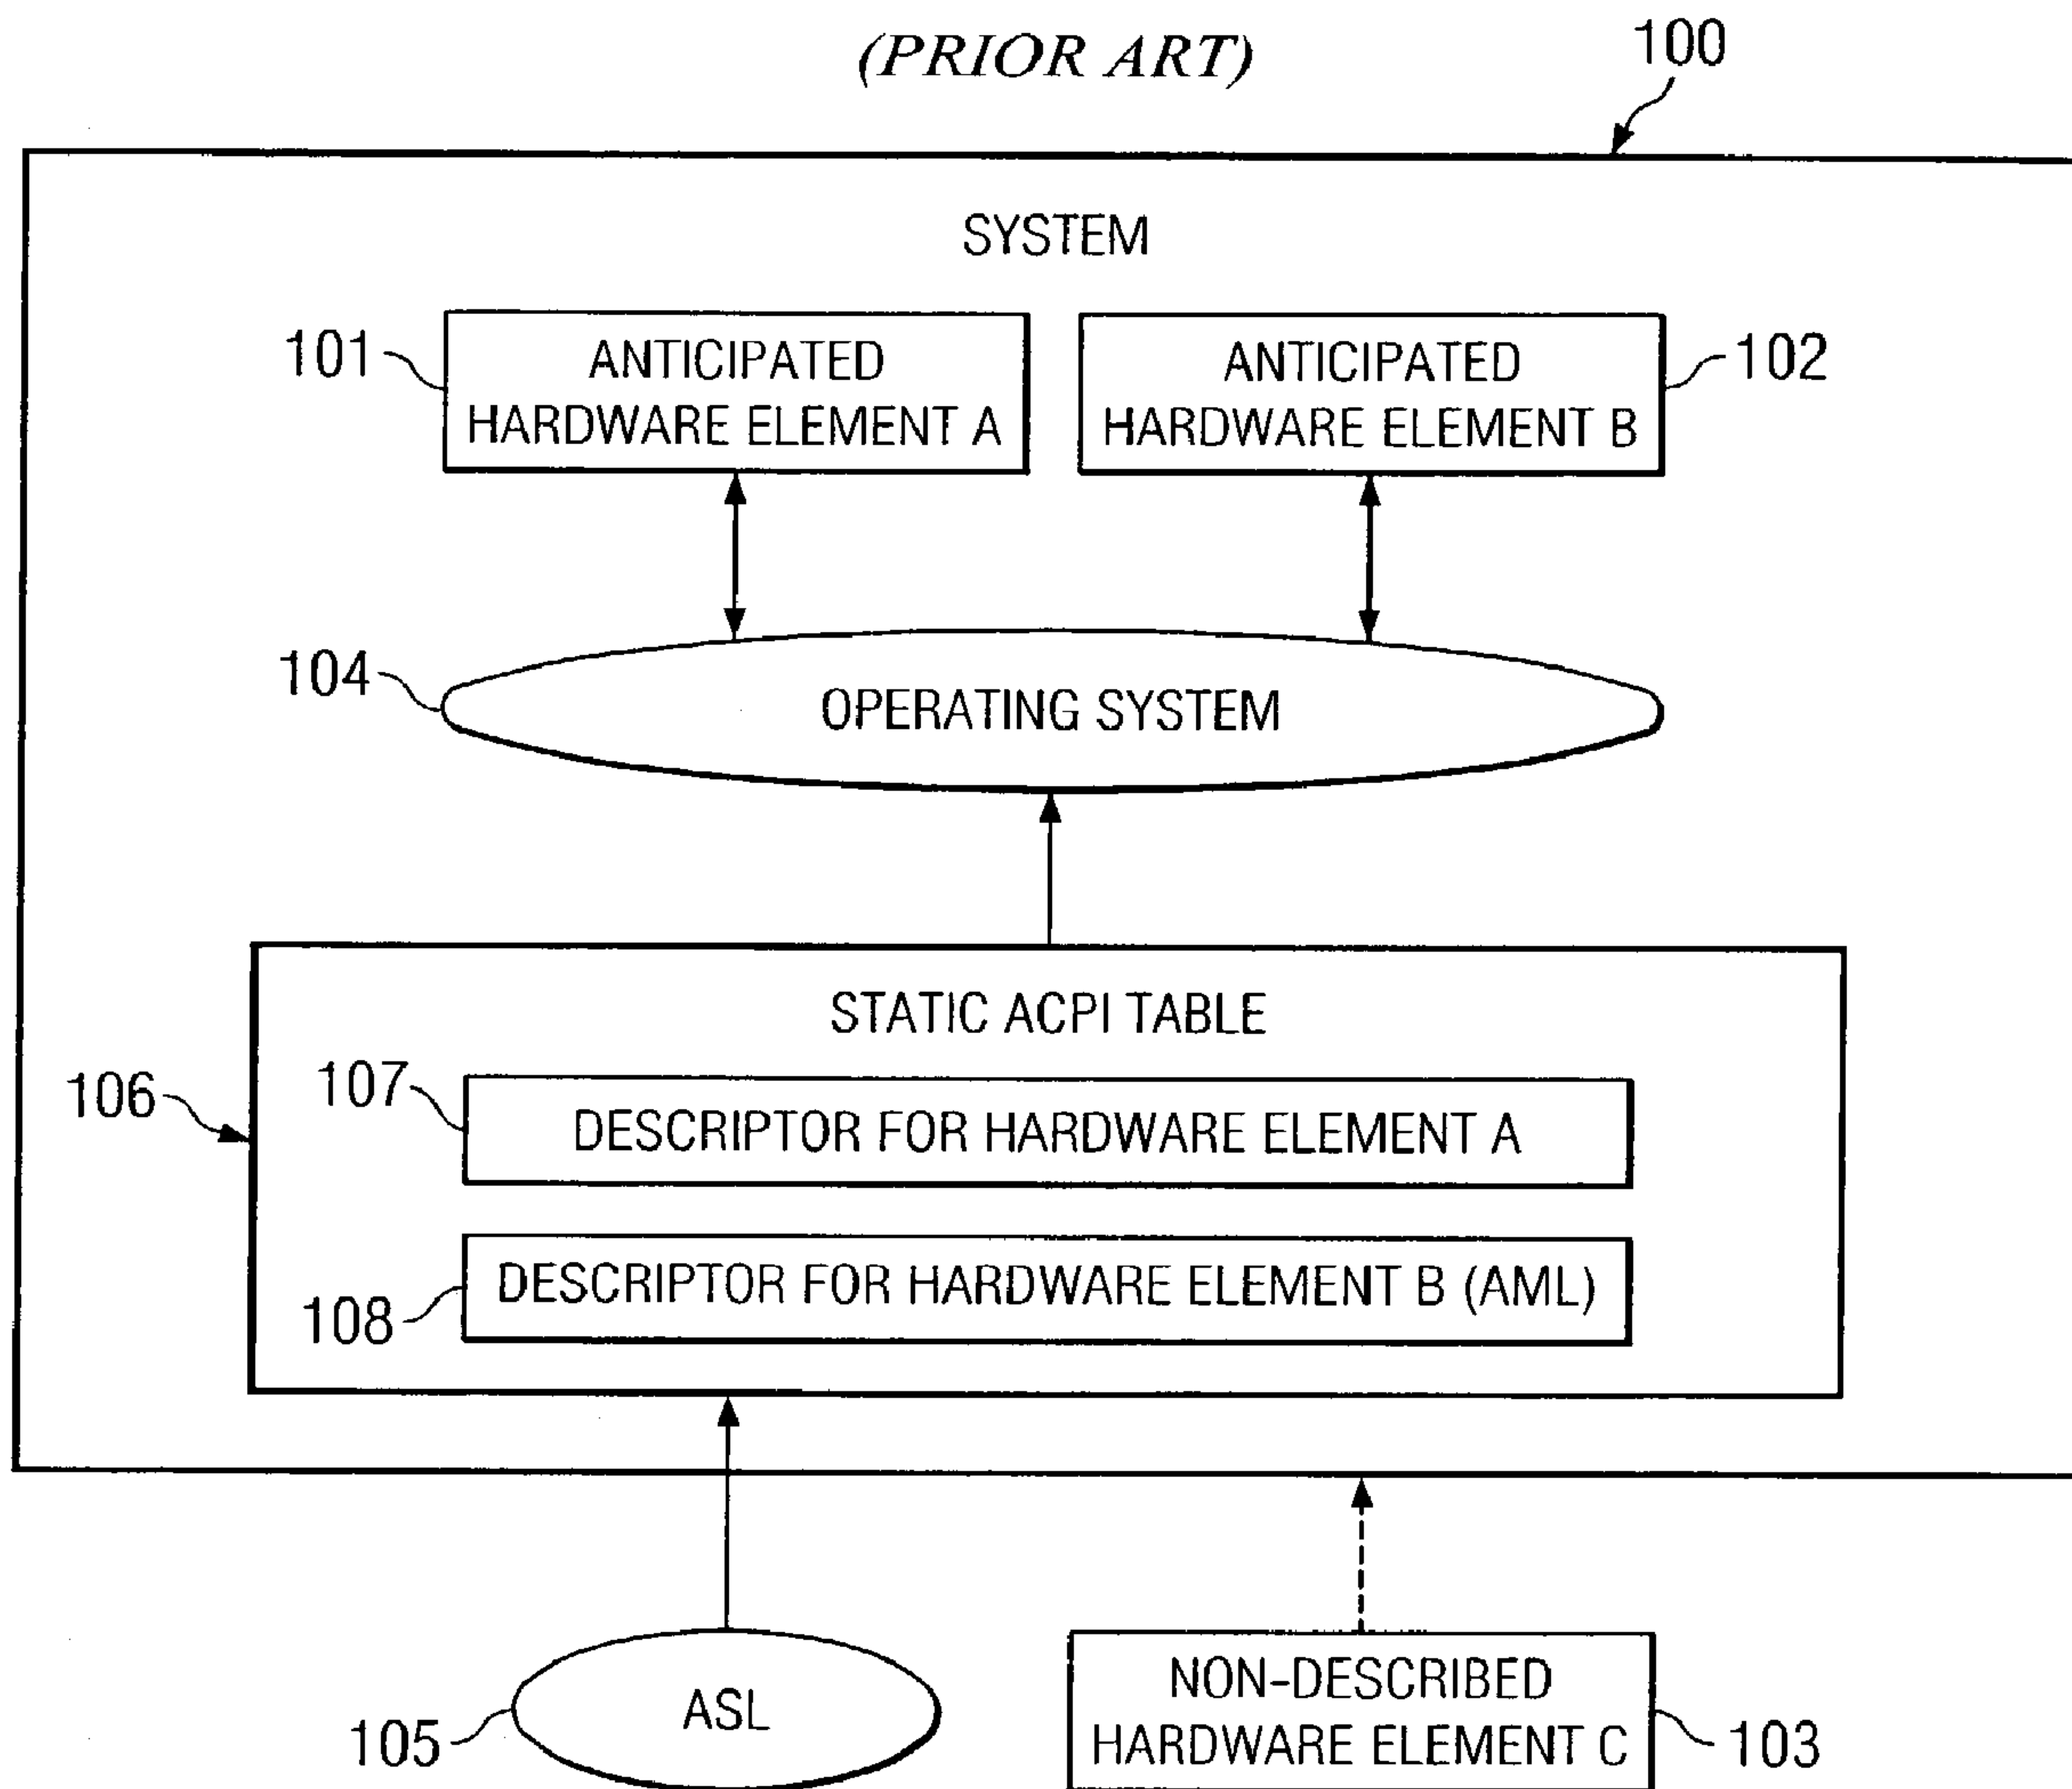 (PRIOR ART)
100
SYSTEM
101
ANTICIPATED
HARDWARE ELEMENT A
ANTICIPATED
HARDWARE ELEMENT B
102
104
OPERATING SYSTEM
STATIC ACPI TABLE
106
107
DESCRIPTOR FOR HARDWARE ELEMENT A
DESCRIPTOR FOR HARDWARE ELEMENT B (AML)
108
ASL
105
NON-DESCRIBED
HARDWARE ELEMENT C
103